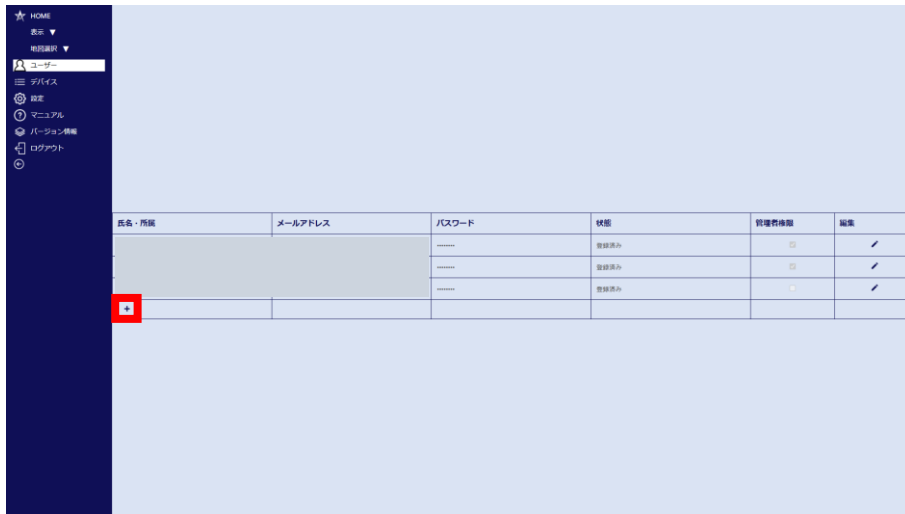 HOME
表示 ▼
地図選択 ▼
ユーザー
デバイス
設定
マニュアル
バージョン情報
ログアウト
氏名・所属 メールアドレス パスワード 状態 管理者権限 編集
******** 登録済み
******** 登録済み
******** 登録済み
+